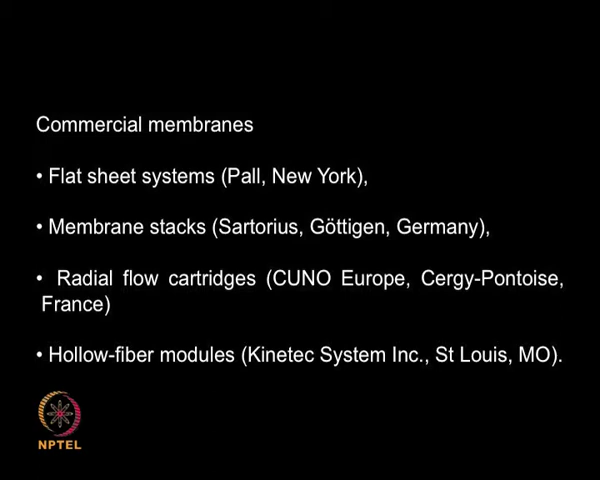 Commercial membranes
• Flat sheet systems (Pall, New York),
• Membrane stacks (Sartorius, Göttigen, Germany),
• Radial flow cartridges (CUNO Europe, Cergy-Pontoise,
France)
• Hollow-fiber modules (Kinetec System Inc., St Louis, MO).
NPTEL